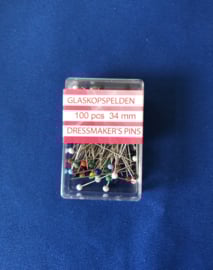 GLASKOPSPELDEN
100 pcs 34 mm
DRESSMAKER'S PINS